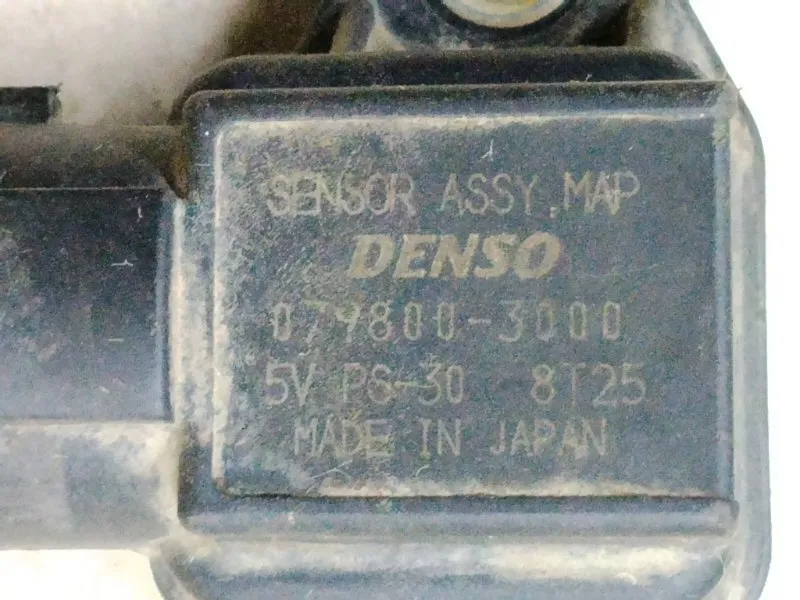 SENSOR ASSY, MAP
DENSO
079800-3000
5V PS-30 8T25
MADE IN JAPAN